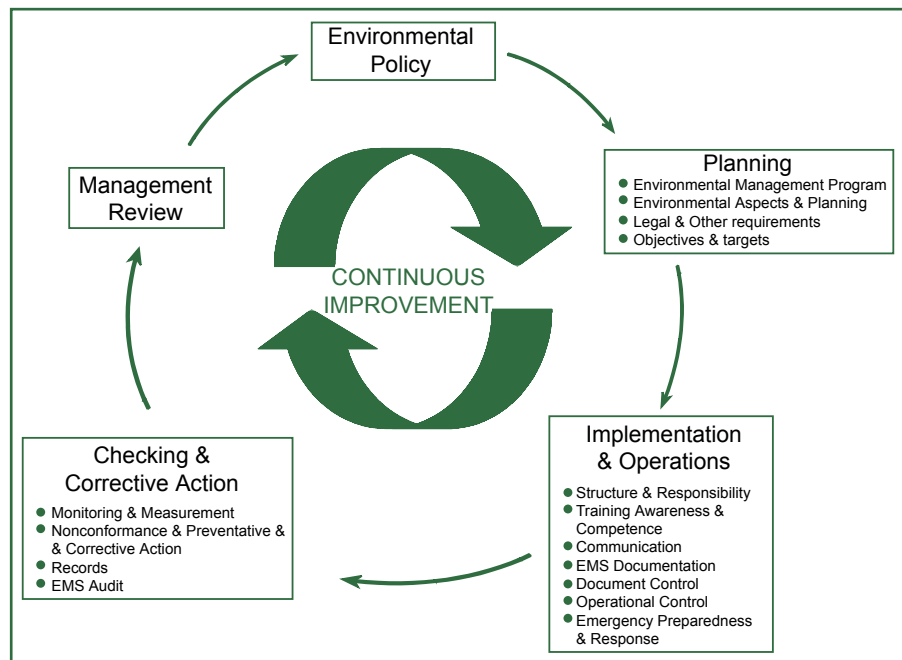 Environmental
Policy
Planning
Environmental Management Program
Environmental Aspects & Planning
Legal & Other requirements
Objectives & targets
Management
Review
CONTINUOUS
IMPROVEMENT
Implementation
& Operations
Structure & Responsibility
Training Awareness &
Competence
Communication
EMS Documentation
Document Control
Operational Control
Emergency Preparedness
& Response
Checking &
Corrective Action
Monitoring & Measurement
Nonconformance & Preventative &
& Corrective Action
Records
EMS Audit